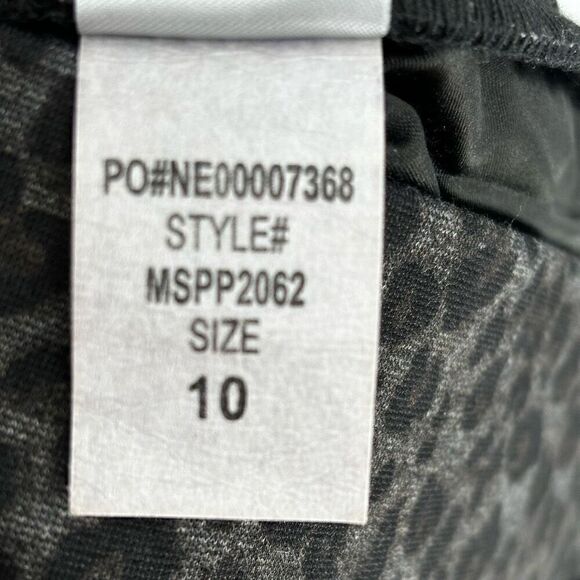 PO#NE00007368
STYLE#
MSPP2062
SIZE
10